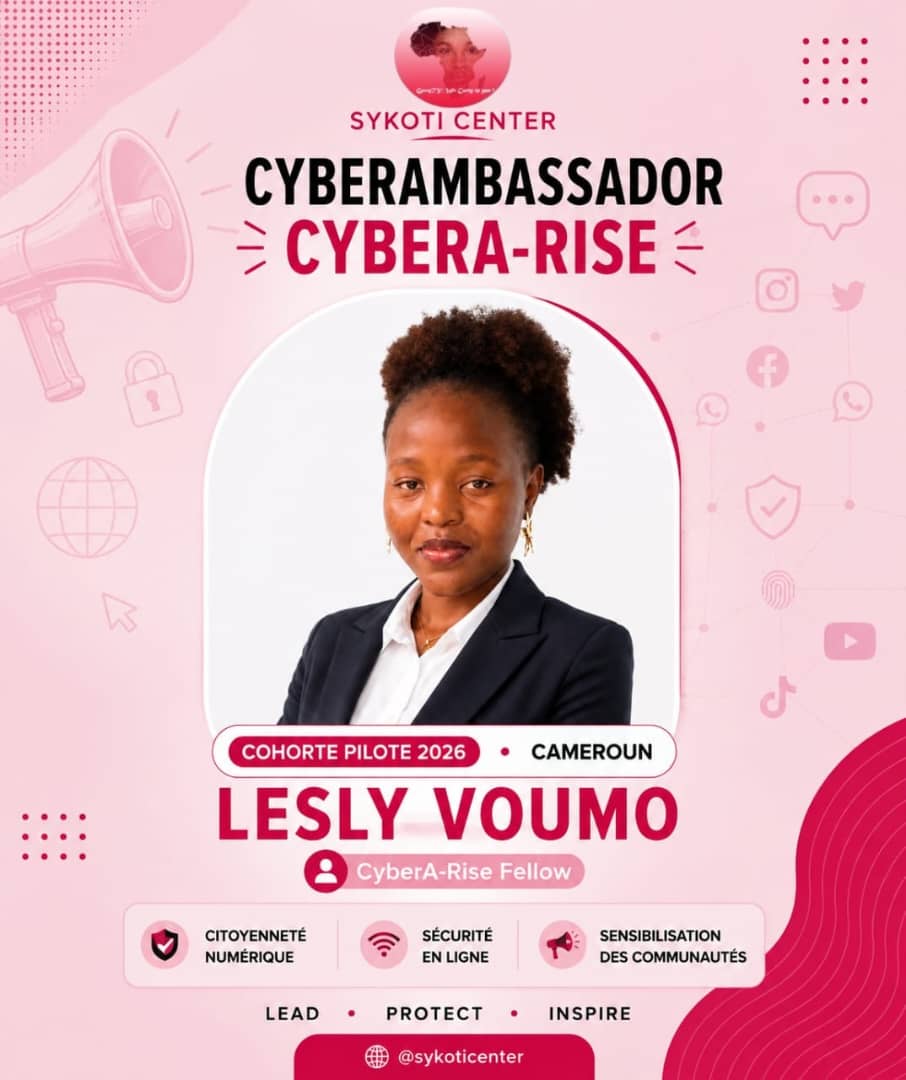 SYKOTI CENTER
CYBERAMBASSADOR
CYBERA-RISE
COHORTE PILOTE 2026 • CAMEROUN
LESLY VOUMO
CyberA-Rise Fellow
CITOYENNETÉ
NUMÉRIQUE
SÉCURITÉ
EN LIGNE
SENSIBILISATION
DES COMMUNAUTÉS
LEAD • PROTECT • INSPIRE
@sykoticenter